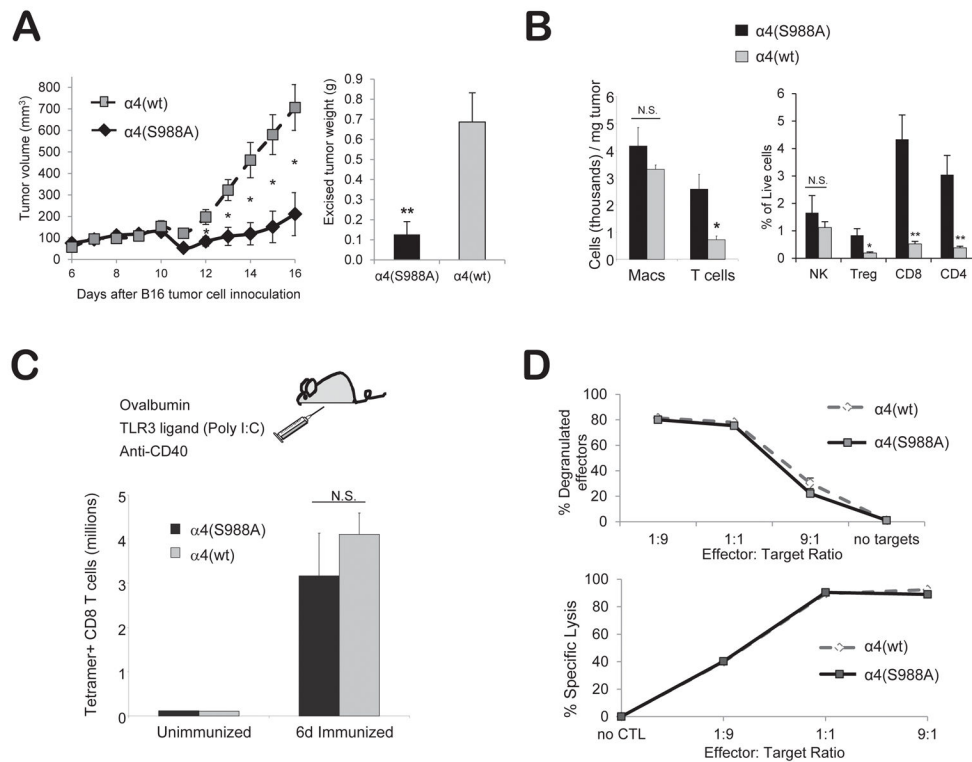 A
Tumor volume (mm³)
800
700
600
500
400
300
200
100
0
α4(wt)
α4(S988A)
*
*
*
*
*
6
8
10
12
14
16
Days after B16 tumor cell innoculation
Excised tumor weight (g)
0.9
0.8
0.7
0.6
0.5
0.4
0.3
0.2
0.1
0.0
**
α4(S988A)
α4(wt)
B
α4(S988A)
α4(wt)
Cells (thousands) / mg tumor
6
5
4
3
2
1
0
N.S.
*
Macs
T cells
% of Live cells
6
5
4
3
2
1
0
N.S.
*
**
**
NK
Treg
CD8
CD4
C
Ovalbumin
TLR3 ligand (Poly I:C)
Anti-CD40
Tetramer+ CD8 T cells (millions)
5
4
3
2
1
0
α4(S988A)
α4(wt)
N.S.
Unimmunized
6d Immunized
D
% Degranulated
effectors
100
80
60
40
20
0
α4(wt)
α4(S988A)
1:9
1:1
9:1
no targets
Effector: Target Ratio
% Specific Lysis
100
80
60
40
20
0
α4(wt)
α4(S988A)
no CTL
1:9
1:1
9:1
Effector: Target Ratio